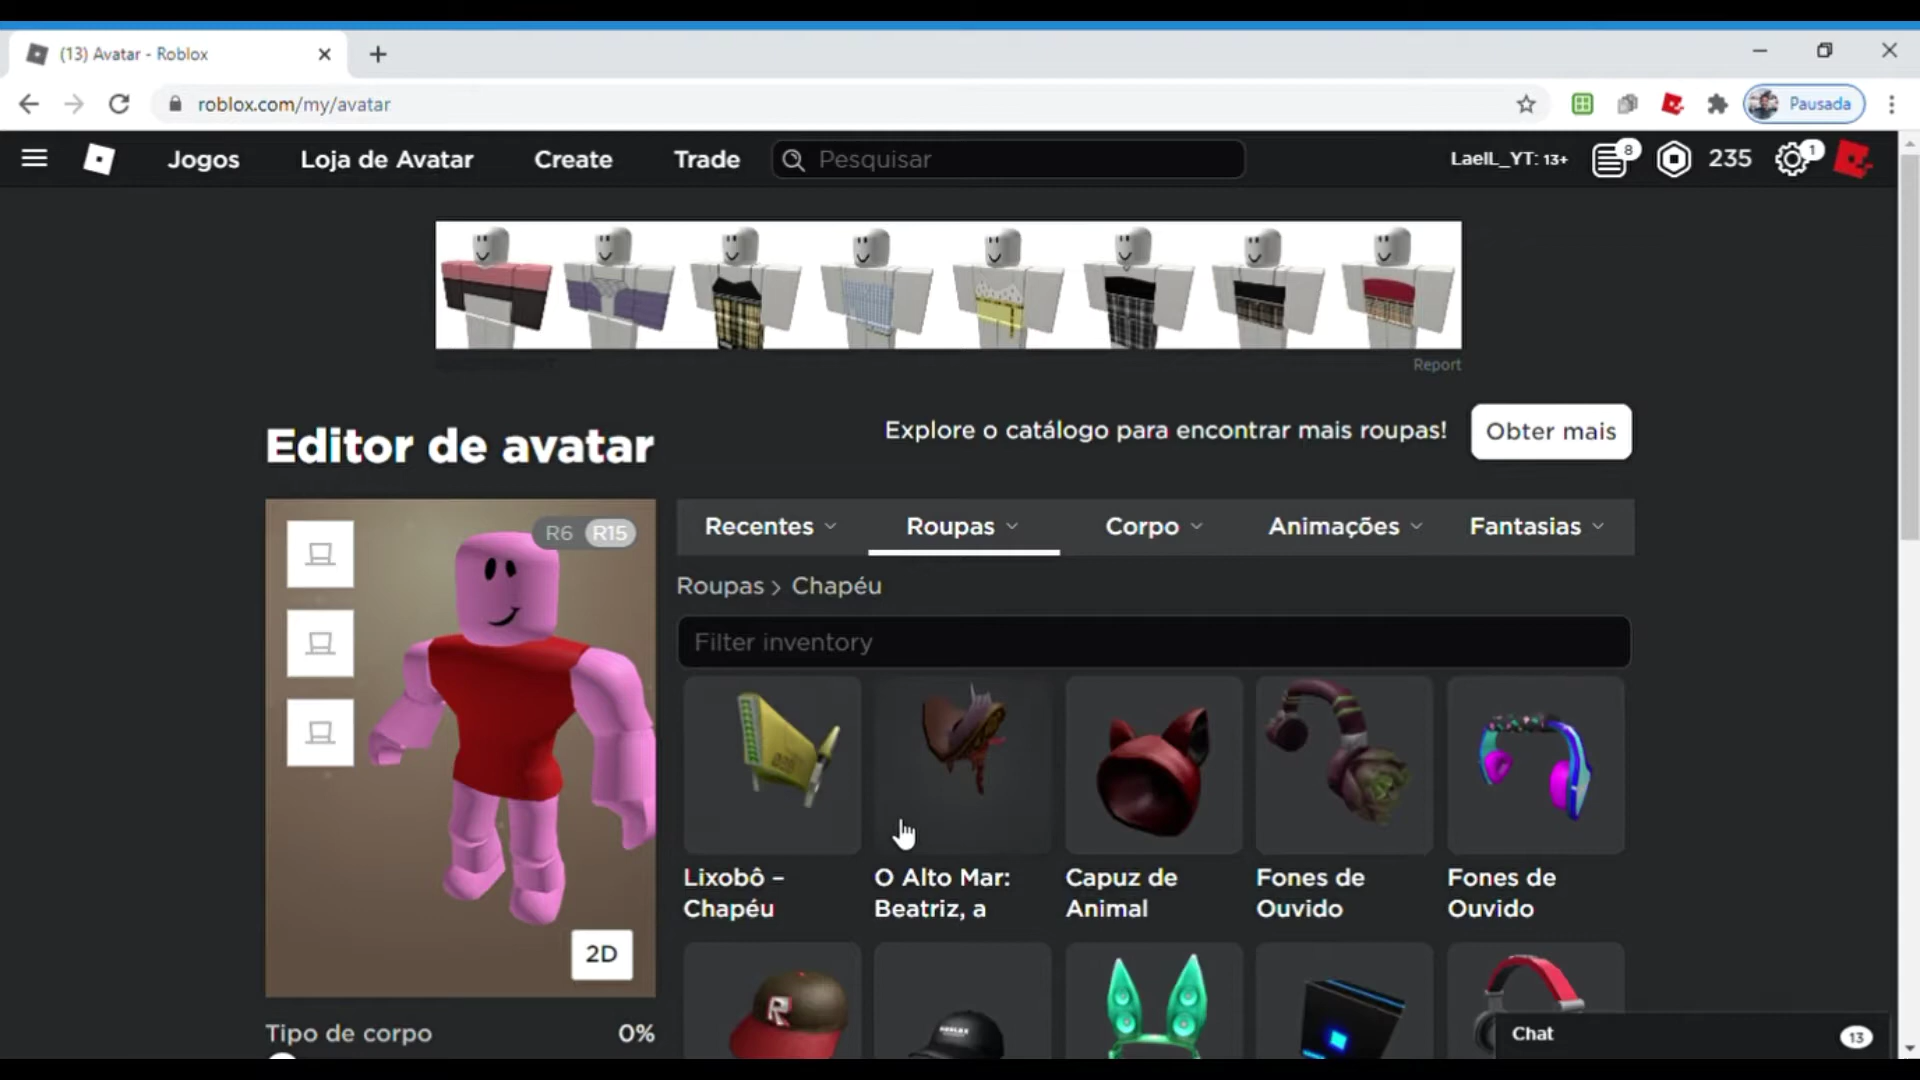 (13) Avatar - Roblox
roblox.com/my/avatar
Pausada
Jogos Loja de Avatar Create Trade Pesquisar LaelL_YT: 13+ 8 235 1
Report
Editor de avatar
Explore o catálogo para encontrar mais roupas! Obter mais
R6 R15
Recentes Roupas Corpo Animações Fantasias
Roupas > Chapéu
Filter inventory
Lixobô –
Chapéu
O Alto Mar:
Beatriz, a
Capuz de
Animal
Fones de
Ouvido
Fones de
Ouvido
2D
R
ROBLOX
Tipo de corpo 0%
Chat 13